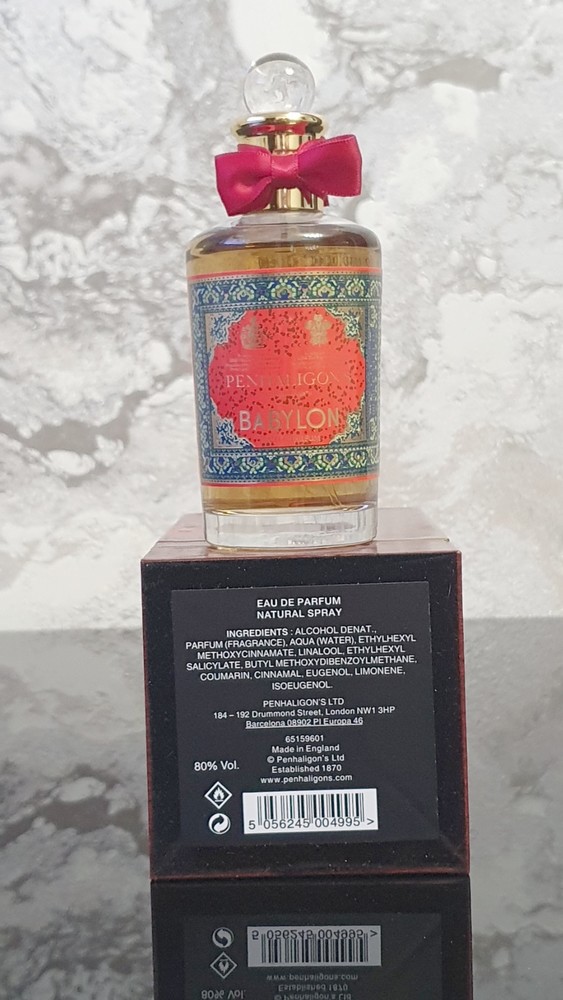 PENHALIGON'S
BABYLON
EAU DE PARFUM
NATURAL SPRAY
INGREDIENTS : ALCOHOL DENAT.,
PARFUM (FRAGRANCE), AQUA (WATER), ETHYLHEXYL
METHOXYCINNAMATE, LINALOOL, ETHYLHEXYL
SALICYLATE, BUTYL METHOXYDIBENZOYLMETHANE,
COUMARIN, CINNAMAL, EUGENOL, LIMONENE,
ISOEUGENOL.
PENHALIGON'S LTD
184 – 192 Drummond Street, London NW1 3HP
Barcelona 08902 Pl Europa 46
65159601
Made in England
© Penhaligon's Ltd
80% Vol.
Established 1870
www.penhaligons.com
5 056245 004995 >